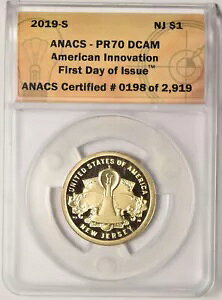 2019-S NJ $1
ANACS - PR70 DCAM
American Innovation
First Day of Issue™
ANACS Certified # 0198 of 2,919
UNITED STATES OF AMERICA
NEW JERSEY